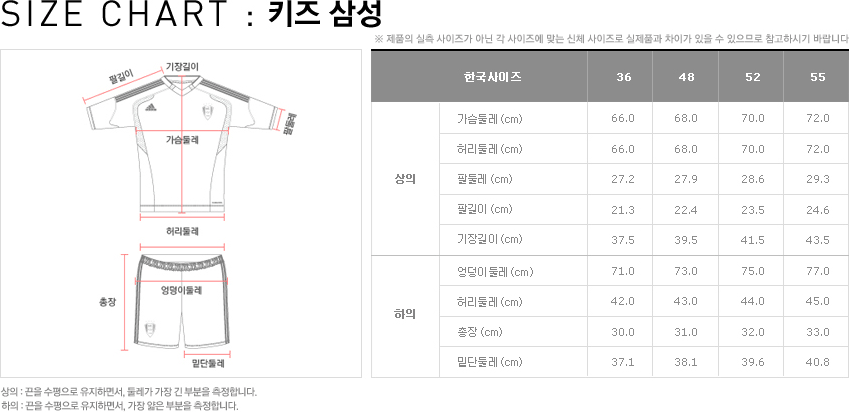 SIZE CHART : 키즈 삼성
※ 제품의 실측 사이즈가 아닌 각 사이즈에 맞는 신체 사이즈로 실제품과 차이가 있을 수 있으므로 참고하시기 바랍니다
기장길이
팔길이
팔둘레
가슴둘레
허리둘레
총장
엉덩이둘레
밑단둘레
한국사이즈 36 48 52 55
상의
가슴둘레 (cm) 66.0 68.0 70.0 72.0
허리둘레 (cm) 66.0 68.0 70.0 72.0
팔둘레 (cm) 27.2 27.9 28.6 29.3
팔길이 (cm) 21.3 22.4 23.5 24.6
기장길이 (cm) 37.5 39.5 41.5 43.5
하의
엉덩이둘레 (cm) 71.0 73.0 75.0 77.0
허리둘레 (cm) 42.0 43.0 44.0 45.0
총장 (cm) 30.0 31.0 32.0 33.0
밑단둘레 (cm) 37.1 38.1 39.6 40.8
상의 : 끈을 수평으로 유지하면서, 둘레가 가장 긴 부분을 측정합니다.
하의 : 끈을 수평으로 유지하면서, 가장 얇은 부분을 측정합니다.